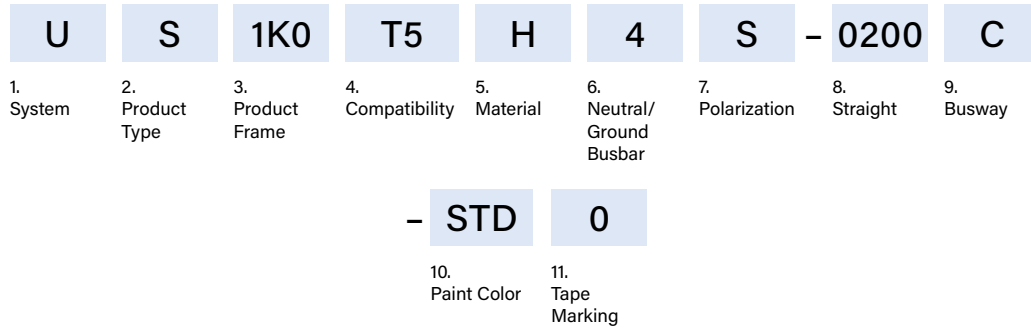 U S 1K0 T5 H 4 S – 0200 C
1. 2. 3. 4. 5. 6. 7. 8. 9.
System Product Product Compatibility Material Neutral/ Polarization Straight Busway
Type Frame Ground
Busbar
– STD 0
10. 11.
Paint Color Tape
Marking